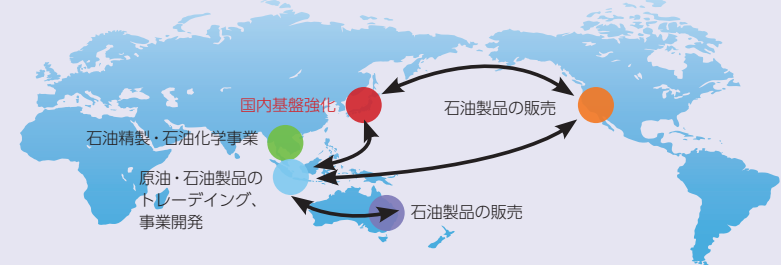 国内基盤強化
石油製品の販売
石油精製・石油化学事業
原油・石油製品の
トレーディング、
事業開発
石油製品の販売